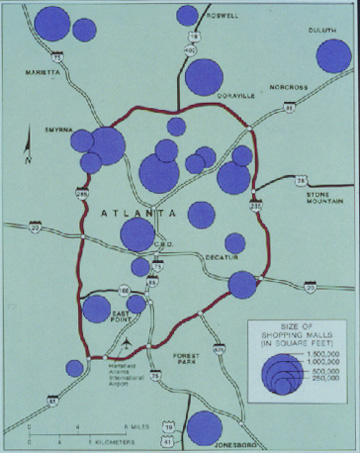 ROSWELL
DULUTH
19
400
75
MARIETTA
DORAVILLE
NORCROSS
85
SMYRNA
N
285
78
STONE
MOUNTAIN
ATLANTA
285
20
C.B.D.
DECATUR
75
85
20
166
EAST
POINT
SIZE OF
SHOPPING MALLS
(IN SQUARE FEET)
1,500,000
1,000,000
500,000
250,000
Hartsfield
Atlanta
International
Airport
FOREST
PARK
675
85
75
0 4 8 MILES
0 4 8 KILOMETERS
19
41
JONESBORO